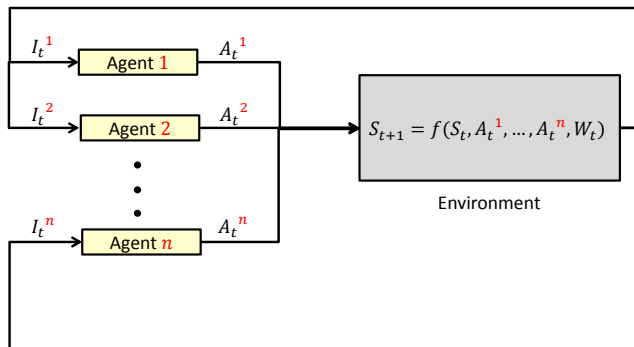 I_t^1 Agent 1 A_t^1
I_t^2 Agent 2 A_t^2
S_{t+1} = f(S_t, A_t^1, ..., A_t^n, W_t)
Environment
I_t^n Agent n A_t^n